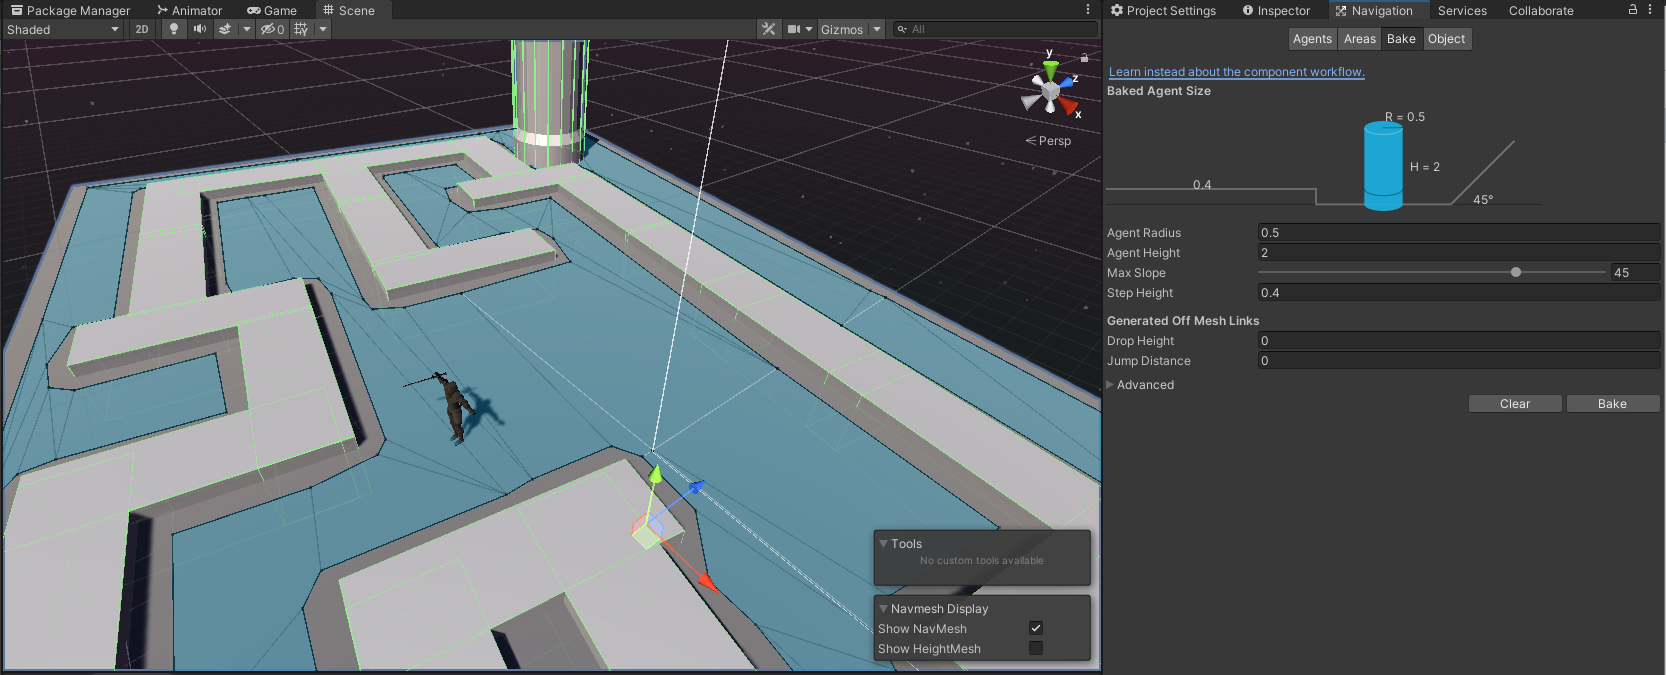 Package Manager Animator Game Scene
Shaded 2D 0 Gizmos All
y
z
x
Persp
Tools
No custom tools available
Navmesh Display
Show NavMesh
Show HeightMesh
Project Settings Inspector Navigation Services Collaborate
Agents Areas Bake Object
Learn instead about the component workflow.
Baked Agent Size
R = 0.5
H = 2
0.4
45°
Agent Radius 0.5
Agent Height 2
Max Slope 45
Step Height 0.4
Generated Off Mesh Links
Drop Height 0
Jump Distance 0
Advanced
Clear Bake